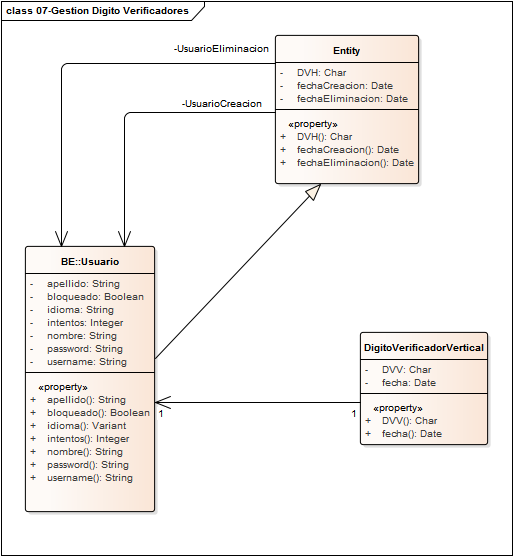 class 07-Gestion Digito Verificadores
-UsuarioEliminacion
-UsuarioCreacion
Entity
- DVH: Char
- fechaCreacion: Date
- fechaEliminacion: Date
«property»
+ DVH(): Char
+ fechaCreacion(): Date
+ fechaEliminacion(): Date
BE::Usuario
- apellido: String
- bloqueado: Boolean
- idioma: String
- intentos: Integer
- nombre: String
- password: String
- username: String
«property»
+ apellido(): String
+ bloqueado(): Boolean
+ idioma(): Variant
+ intentos(): Integer
+ nombre(): String
+ password(): String
+ username(): String
1
1
DigitoVerificadorVertical
- DVV: Char
- fecha: Date
«property»
+ DVV(): Char
+ fecha(): Date